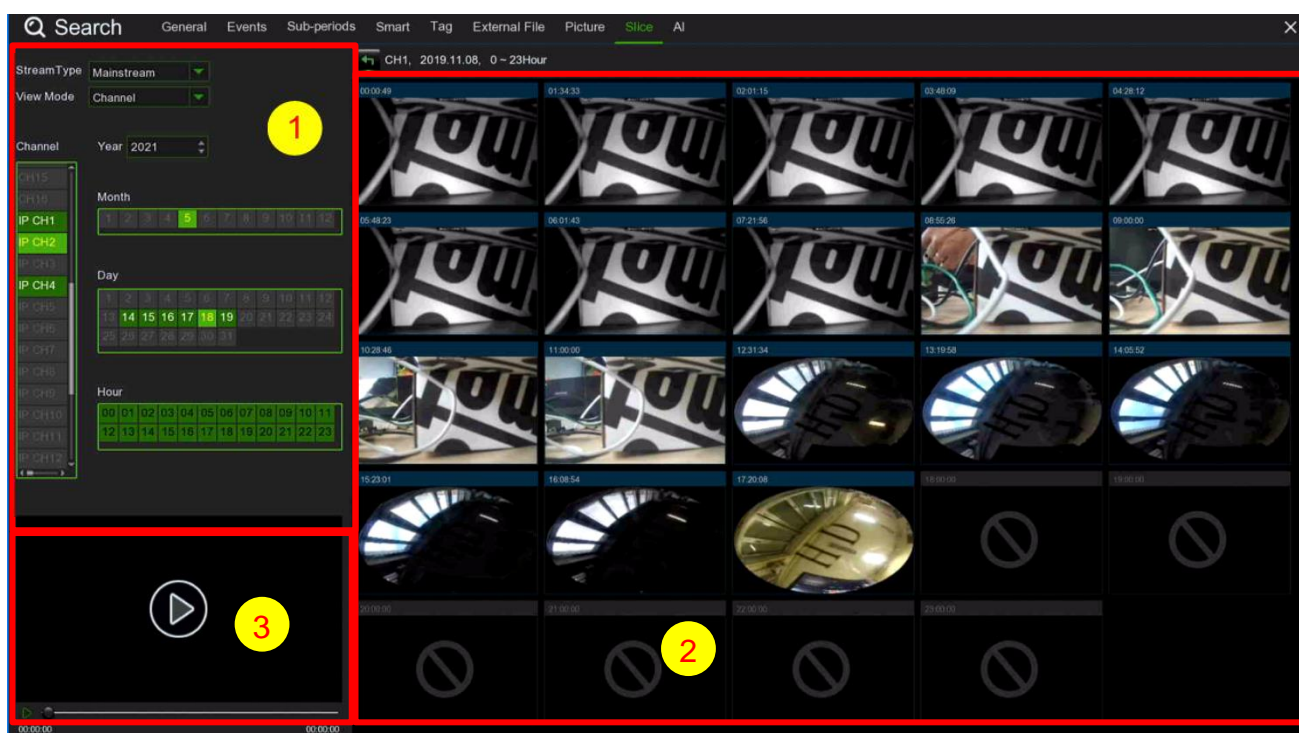 Search General Events Sub-periods Smart Tag External File Picture Slice AI
StreamType Mainstream
View Mode Channel
1
Channel Year 2021
CH15
CH16
IP CH1
IP CH2
IP CH3
IP CH4
IP CH5
IP CH6
IP CH7
IP CH8
IP CH9
IP CH10
IP CH11
IP CH12
Month
1 2 3 4 5 6 7 8 9 10 11 12
Day
1 2 3 4 5 6 7 8 9 10 11 12
13 14 15 16 17 18 19 20 21 22 23 24
25 26 27 28 29 30 31
Hour
00 01 02 03 04 05 06 07 08 09 10 11
12 13 14 15 16 17 18 19 20 21 22 23
3
00:00:00 00:00:00
CH1, 2019.11.08, 0 ~ 23Hour
00:00:49 01:34:33 02:01:15 03:48:09 04:28:12
05:48:23 06:01:43 07:21:56 08:55:26 09:00:00
10:28:46 11:00:00 12:31:34 13:19:58 14:05:52
15:23:01 16:08:54 17:20:08 18:00:00 19:00:00
20:00:00 21:00:00 22:00:00 23:00:00
2